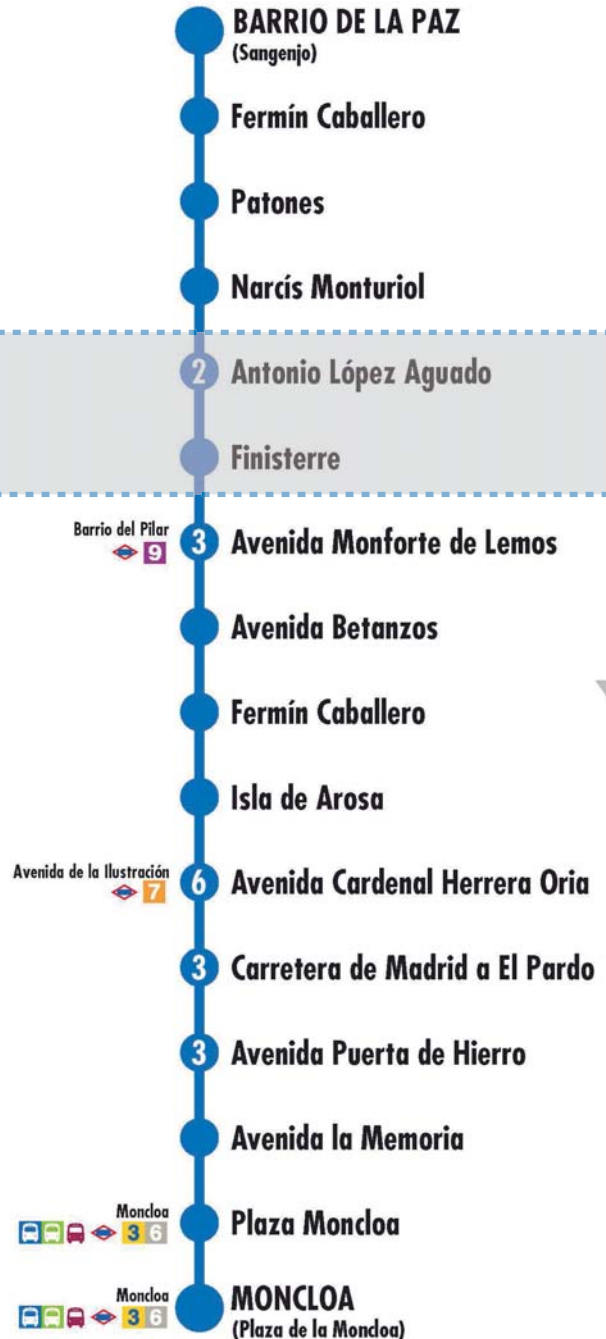 BARRIO DE LA PAZ
(Sangenjo)
Fermín Caballero
Patones
Narcís Monturiol
2 Antonio López Aguado
Finisterre
Barrio del Pilar
9
3 Avenida Monforte de Lemos
Avenida Betanzos
Fermín Caballero
Isla de Arosa
Avenida de la Ilustración
7
6 Avenida Cardenal Herrera Oria
3 Carretera de Madrid a El Pardo
3 Avenida Puerta de Hierro
Avenida la Memoria
Moncloa
3 6
Plaza Moncloa
Moncloa
3 6
MONCLOA
(Plaza de la Moncloa)